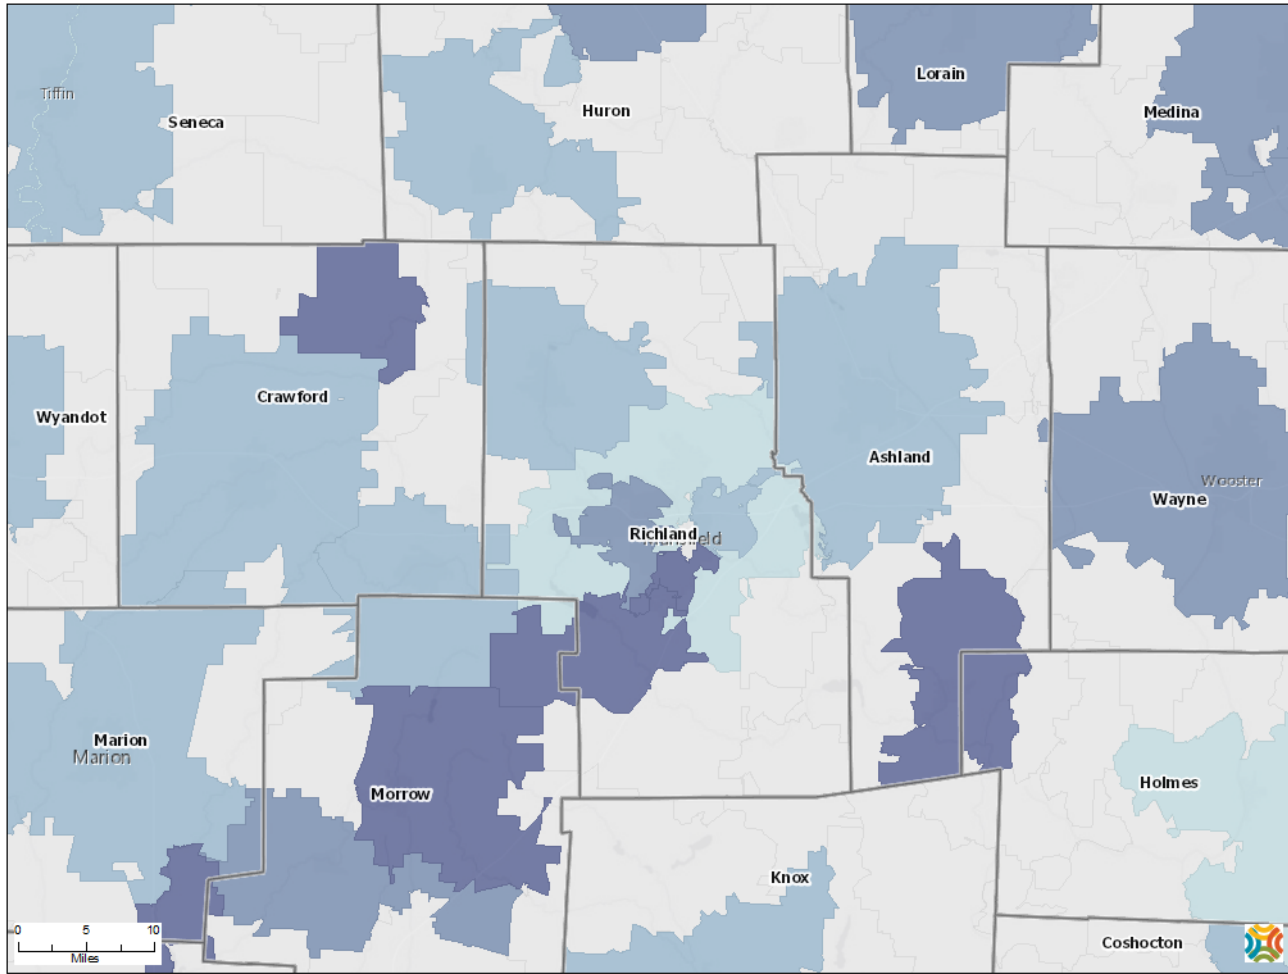 Lorain
Tiffin
Huron
Medina
Seneca
Crawford
Wyandot
Ashland
Wooster
Wayne
Richland
Mansfield
Marion
Marion
Holmes
Morrow
Knox
0 5 10
Miles
Coshocton